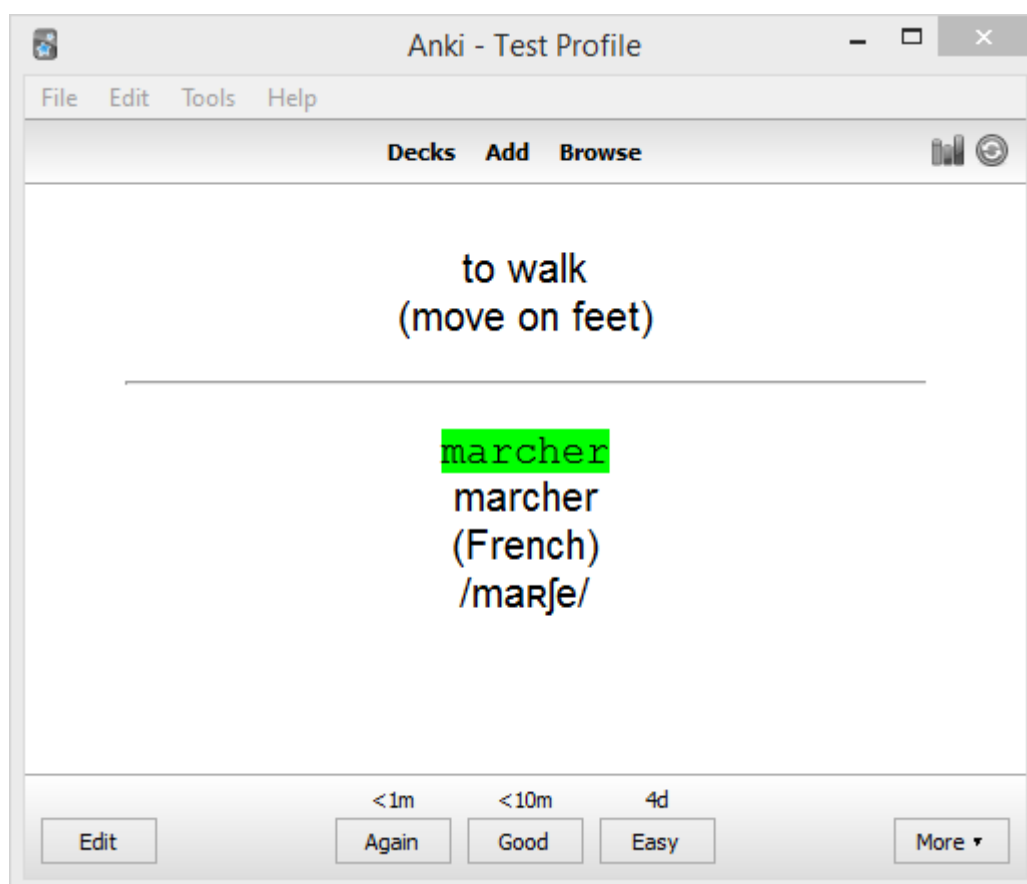 Anki - Test Profile
File Edit Tools Help
Decks Add Browse
to walk
(move on feet)
marcher
marcher
(French)
/maʀʃe/
<1m <10m 4d
Edit Again Good Easy More ▾